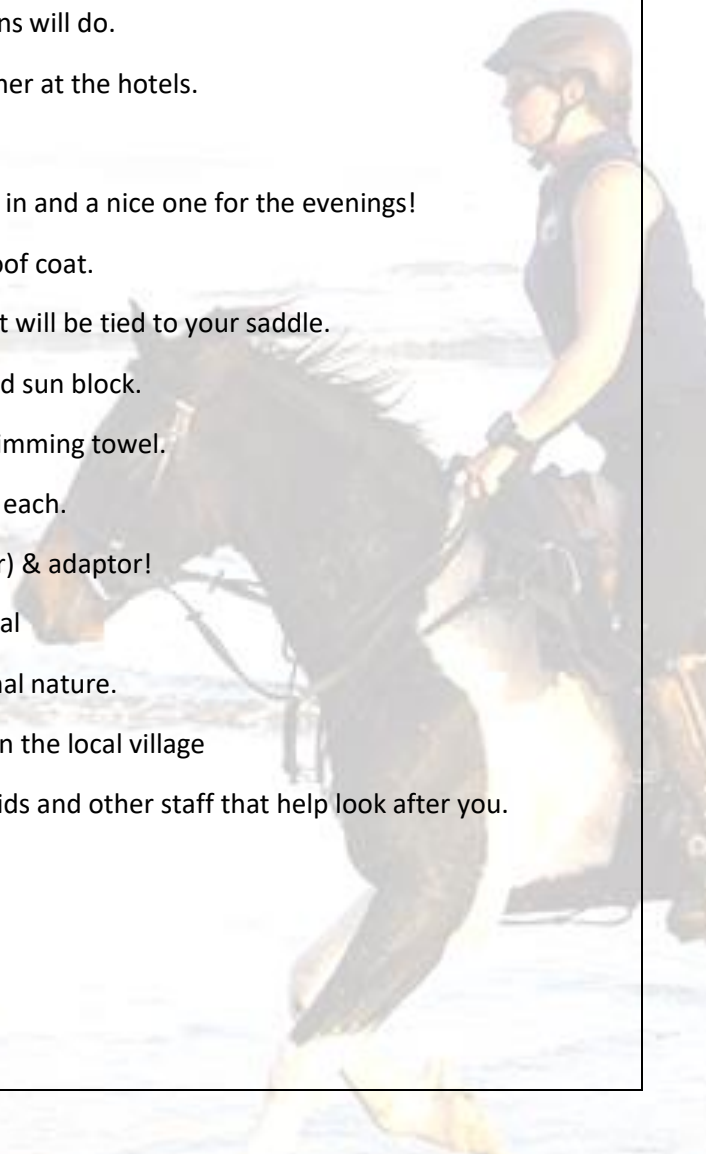 ns will do.
ner at the hotels.
in and a nice one for the evenings!
oof coat.
t will be tied to your saddle.
d sun block.
imming towel.
each.
r) & adaptor!
al
nal nature.
n the local village
ids and other staff that help look after you.